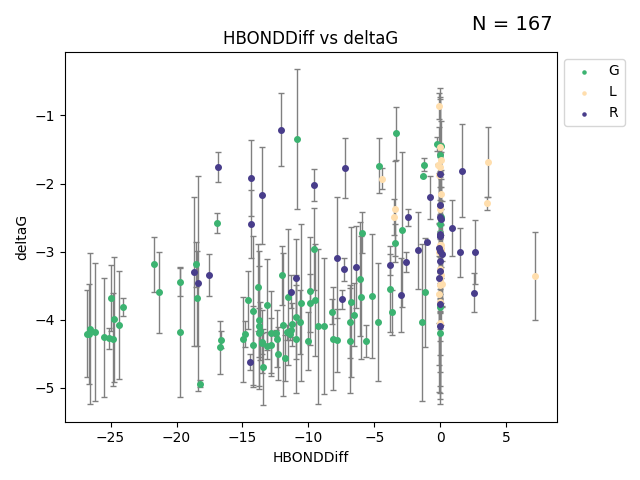 N = 167
HBONDDiff vs deltaG
G
L
R
deltaG
−1
−2
−3
−4
−5
−25 −20 −15 −10 −5 0 5
HBONDDiff